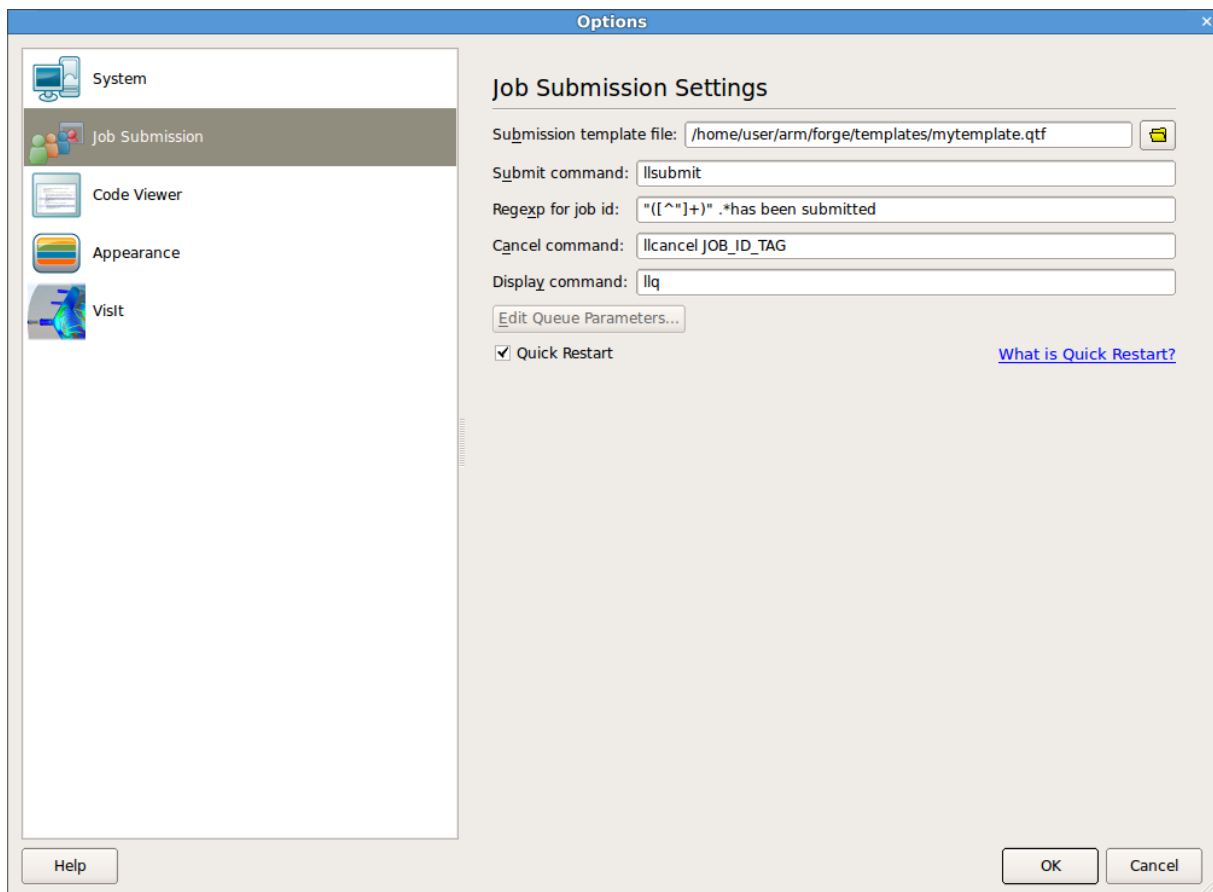 Options
System
Job Submission
Code Viewer
Appearance
VisIt
Job Submission Settings
Submission template file: /home/user/arm/forge/templates/mytemplate.qtf
Submit command: llsubmit
Regexp for job id: "([^"]+)" .*has been submitted
Cancel command: llcancel JOB_ID_TAG
Display command: llq
Edit Queue Parameters...
Quick Restart What is Quick Restart?
Help OK Cancel